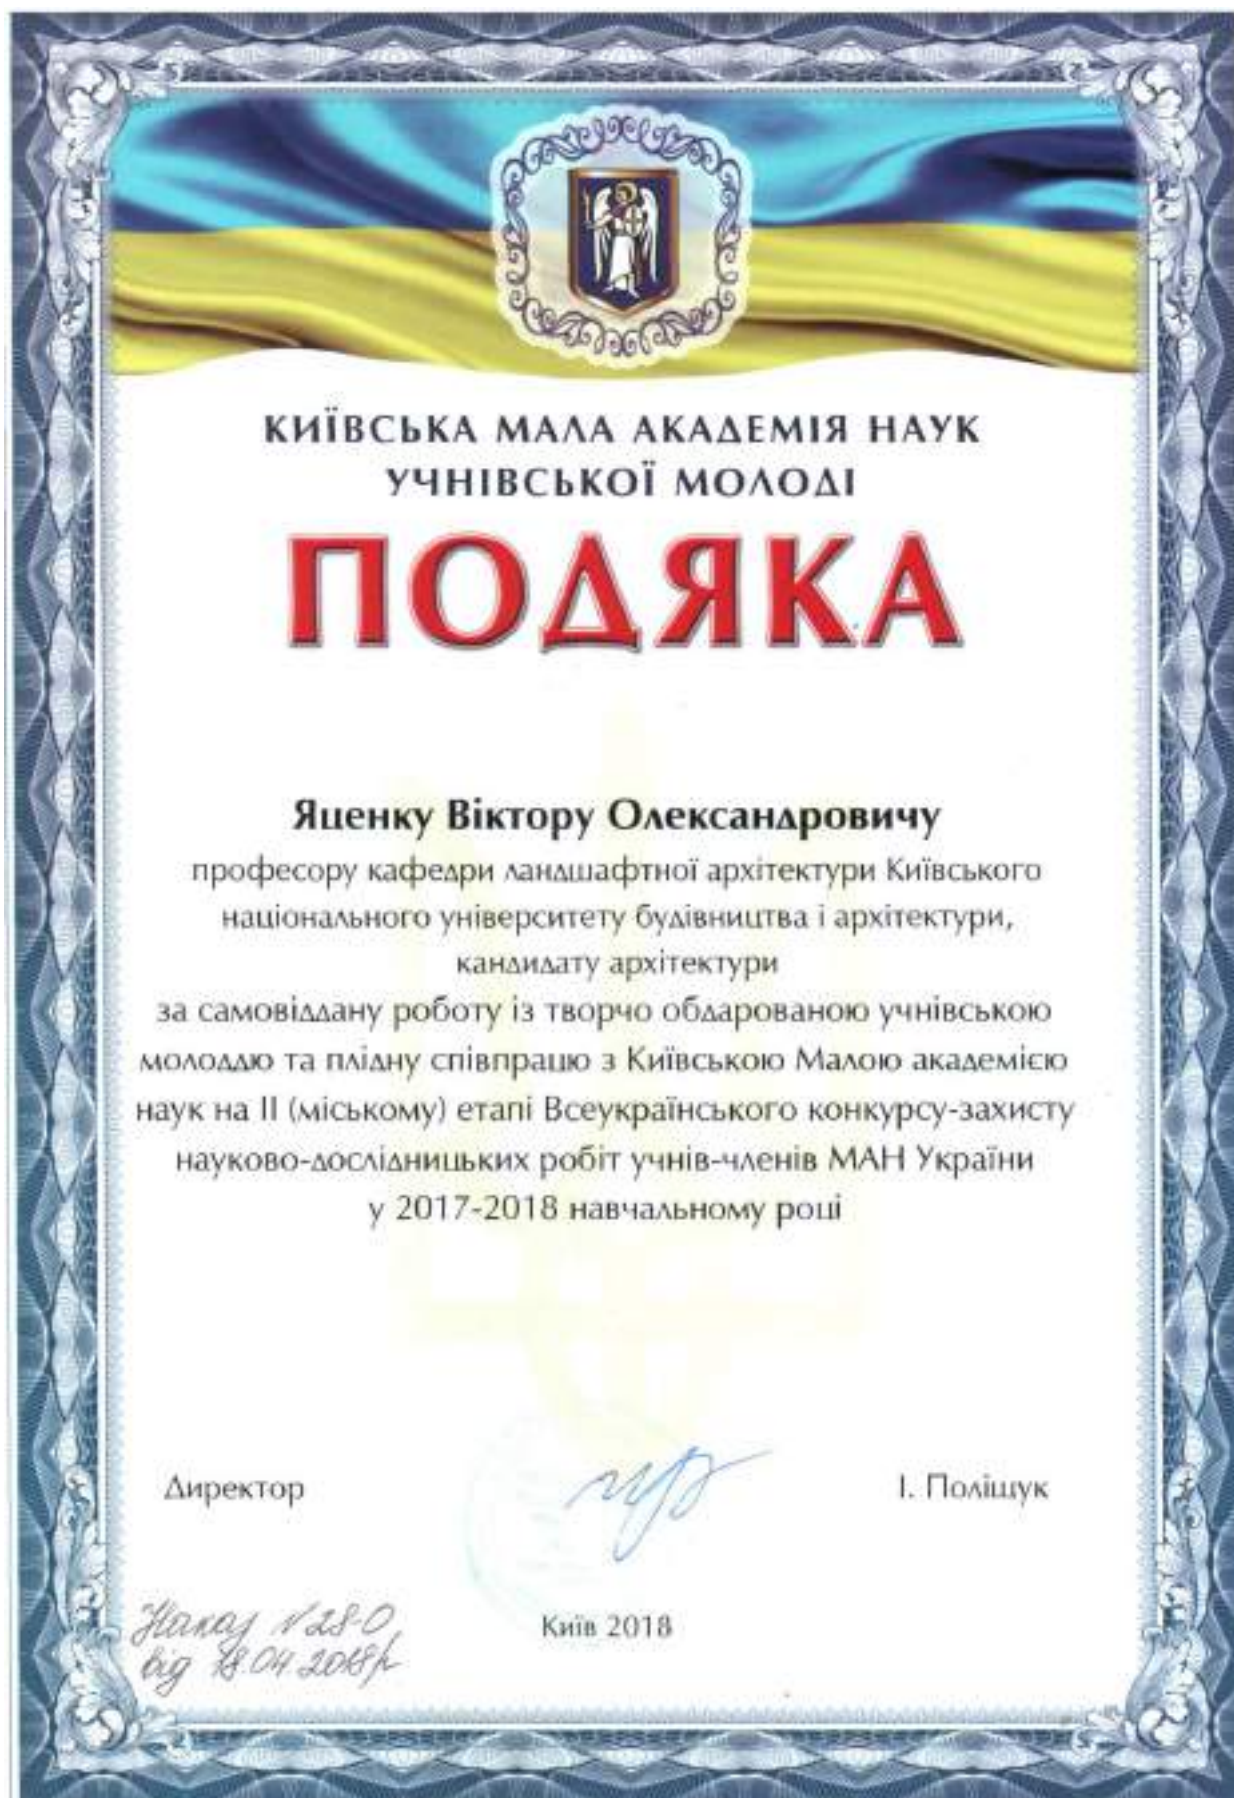 КИЇВСЬКА МАЛА АКАДЕМІЯ НАУК
УЧНІВСЬКОЇ МОЛОДІ
ПОДЯКА
Яценку Віктору Олександровичу
професору кафедри ландшафтної архітектури Київського
національного університету будівництва і архітектури,
кандидату архітектури
за самовіддану роботу із творчо обдарованою учнівською
молоддю та плідну співпрацю з Київською Малою академією
наук на ІІ (міському) етапі Всеукраїнського конкурсу-захисту
науково-дослідницьких робіт учнів-членів МАН України
у 2017-2018 навчальному році
Директор
І. Поліщук
Наказ №28-О
від 18.04.2018р
Київ 2018